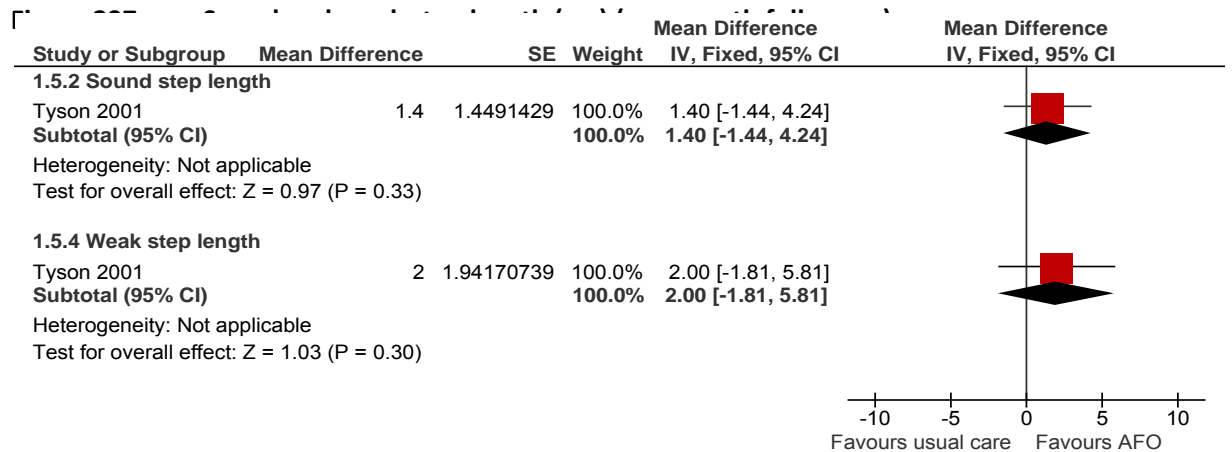 Mean Difference Mean Difference
Study or Subgroup Mean Difference SE Weight IV, Fixed, 95% CI IV, Fixed, 95% CI
1.5.2 Sound step length
Tyson 2001 1.4 1.4491429 100.0% 1.40 [-1.44, 4.24]
Subtotal (95% CI) 100.0% 1.40 [-1.44, 4.24]
Heterogeneity: Not applicable
Test for overall effect: Z = 0.97 (P = 0.33)
1.5.4 Weak step length
Tyson 2001 2 1.94170739 100.0% 2.00 [-1.81, 5.81]
Subtotal (95% CI) 100.0% 2.00 [-1.81, 5.81]
Heterogeneity: Not applicable
Test for overall effect: Z = 1.03 (P = 0.30)
-10 -5 0 5 10
Favours usual care Favours AFO